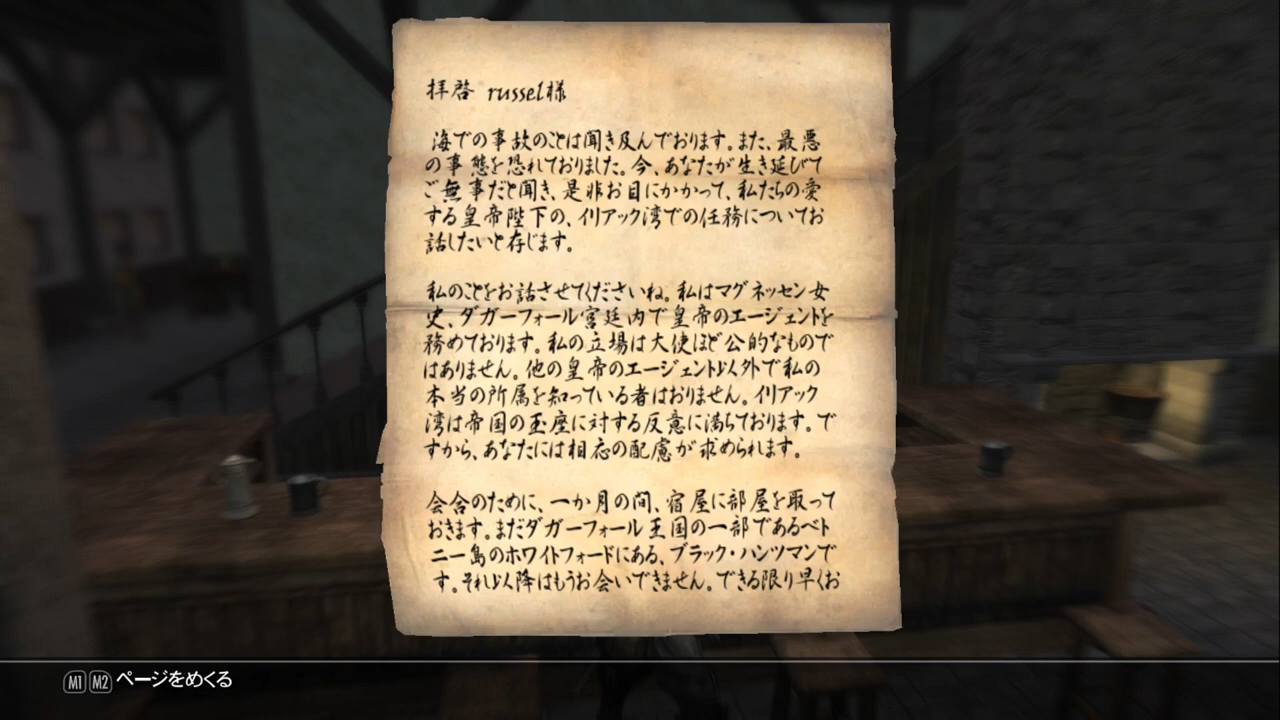 拝啓 russel様
海での事故のことは聞き及んでおります。また、最悪
の事態を恐れておりました。今、あなたが生き延びて
ご無事だと聞き、是非お目にかかって、私たちの愛
する皇帝陛下の、イリアック湾での任務についてお
話したいと存じます。
私のことをお話させてくださいね。私はマグネッセン女
史、ダガーフォール宮廷内で皇帝のエージェントを
務めております。私の立場は大使ほど公的なもので
はありません。他の皇帝のエージェント以外で私の
本当の所属を知っている者はおりません。イリアック
湾は帝国の玉座に対する反意に満ちております。で
すから、あなたには相応の配慮が求められます。
会合のために、一か月の間、宿屋に部屋を取って
おきます。まだダガーフォール王国の一部であるベト
ニー島のホワイトフォードにある、ブラック・ハンツマンで
す。それ以降はもうお会いできません。できる限り早くお
M1 M2 ページをめくる